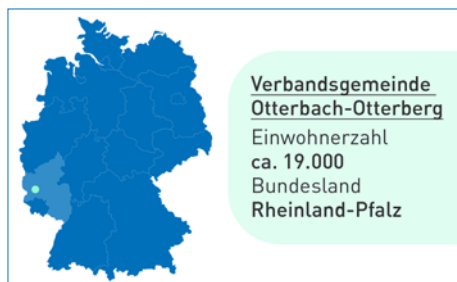 Verbandsgemeinde
Otterbach-Otterberg
Einwohnerzahl
ca. 19.000
Bundesland
Rheinland-Pfalz